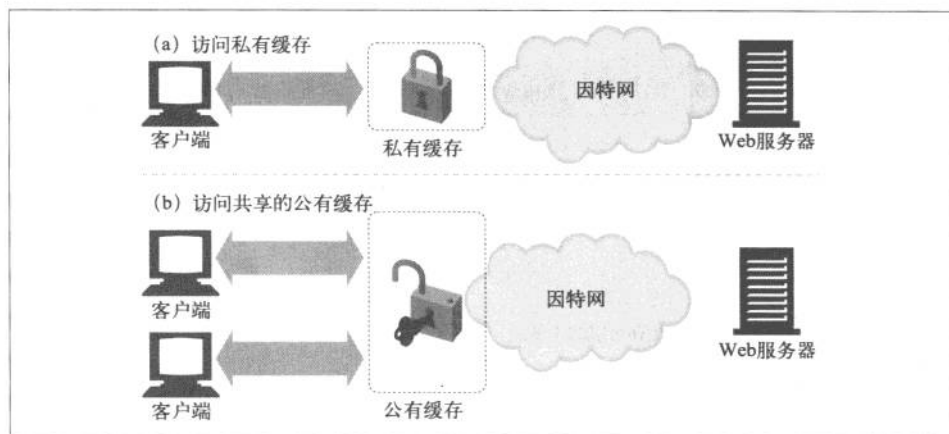 (a) 访问私有缓存
因特网
客户端
私有缓存
Web服务器
(b) 访问共享的公有缓存
客户端
因特网
Web服务器
客户端
公有缓存